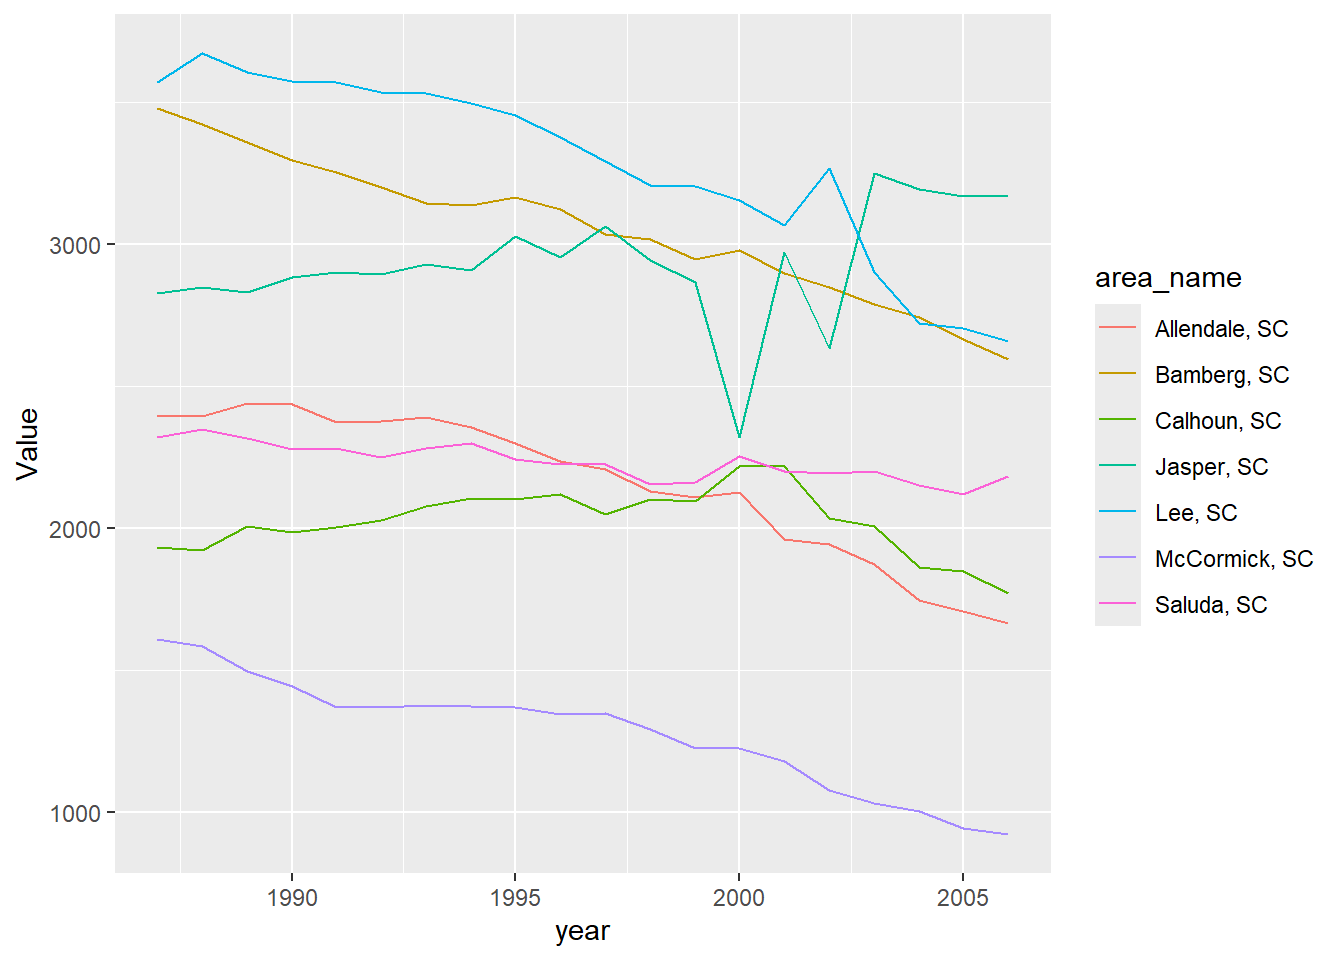 3000
2000
1000
Value
1990
1995
2000
2005
year
area_name
Allendale, SC
Bamberg, SC
Calhoun, SC
Jasper, SC
Lee, SC
McCormick, SC
Saluda, SC